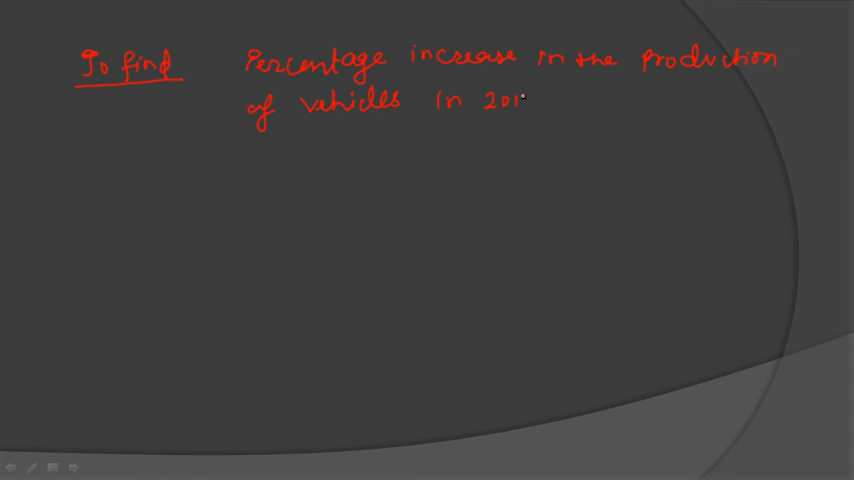 To find Percentage increase in the production
of vehicles in 201